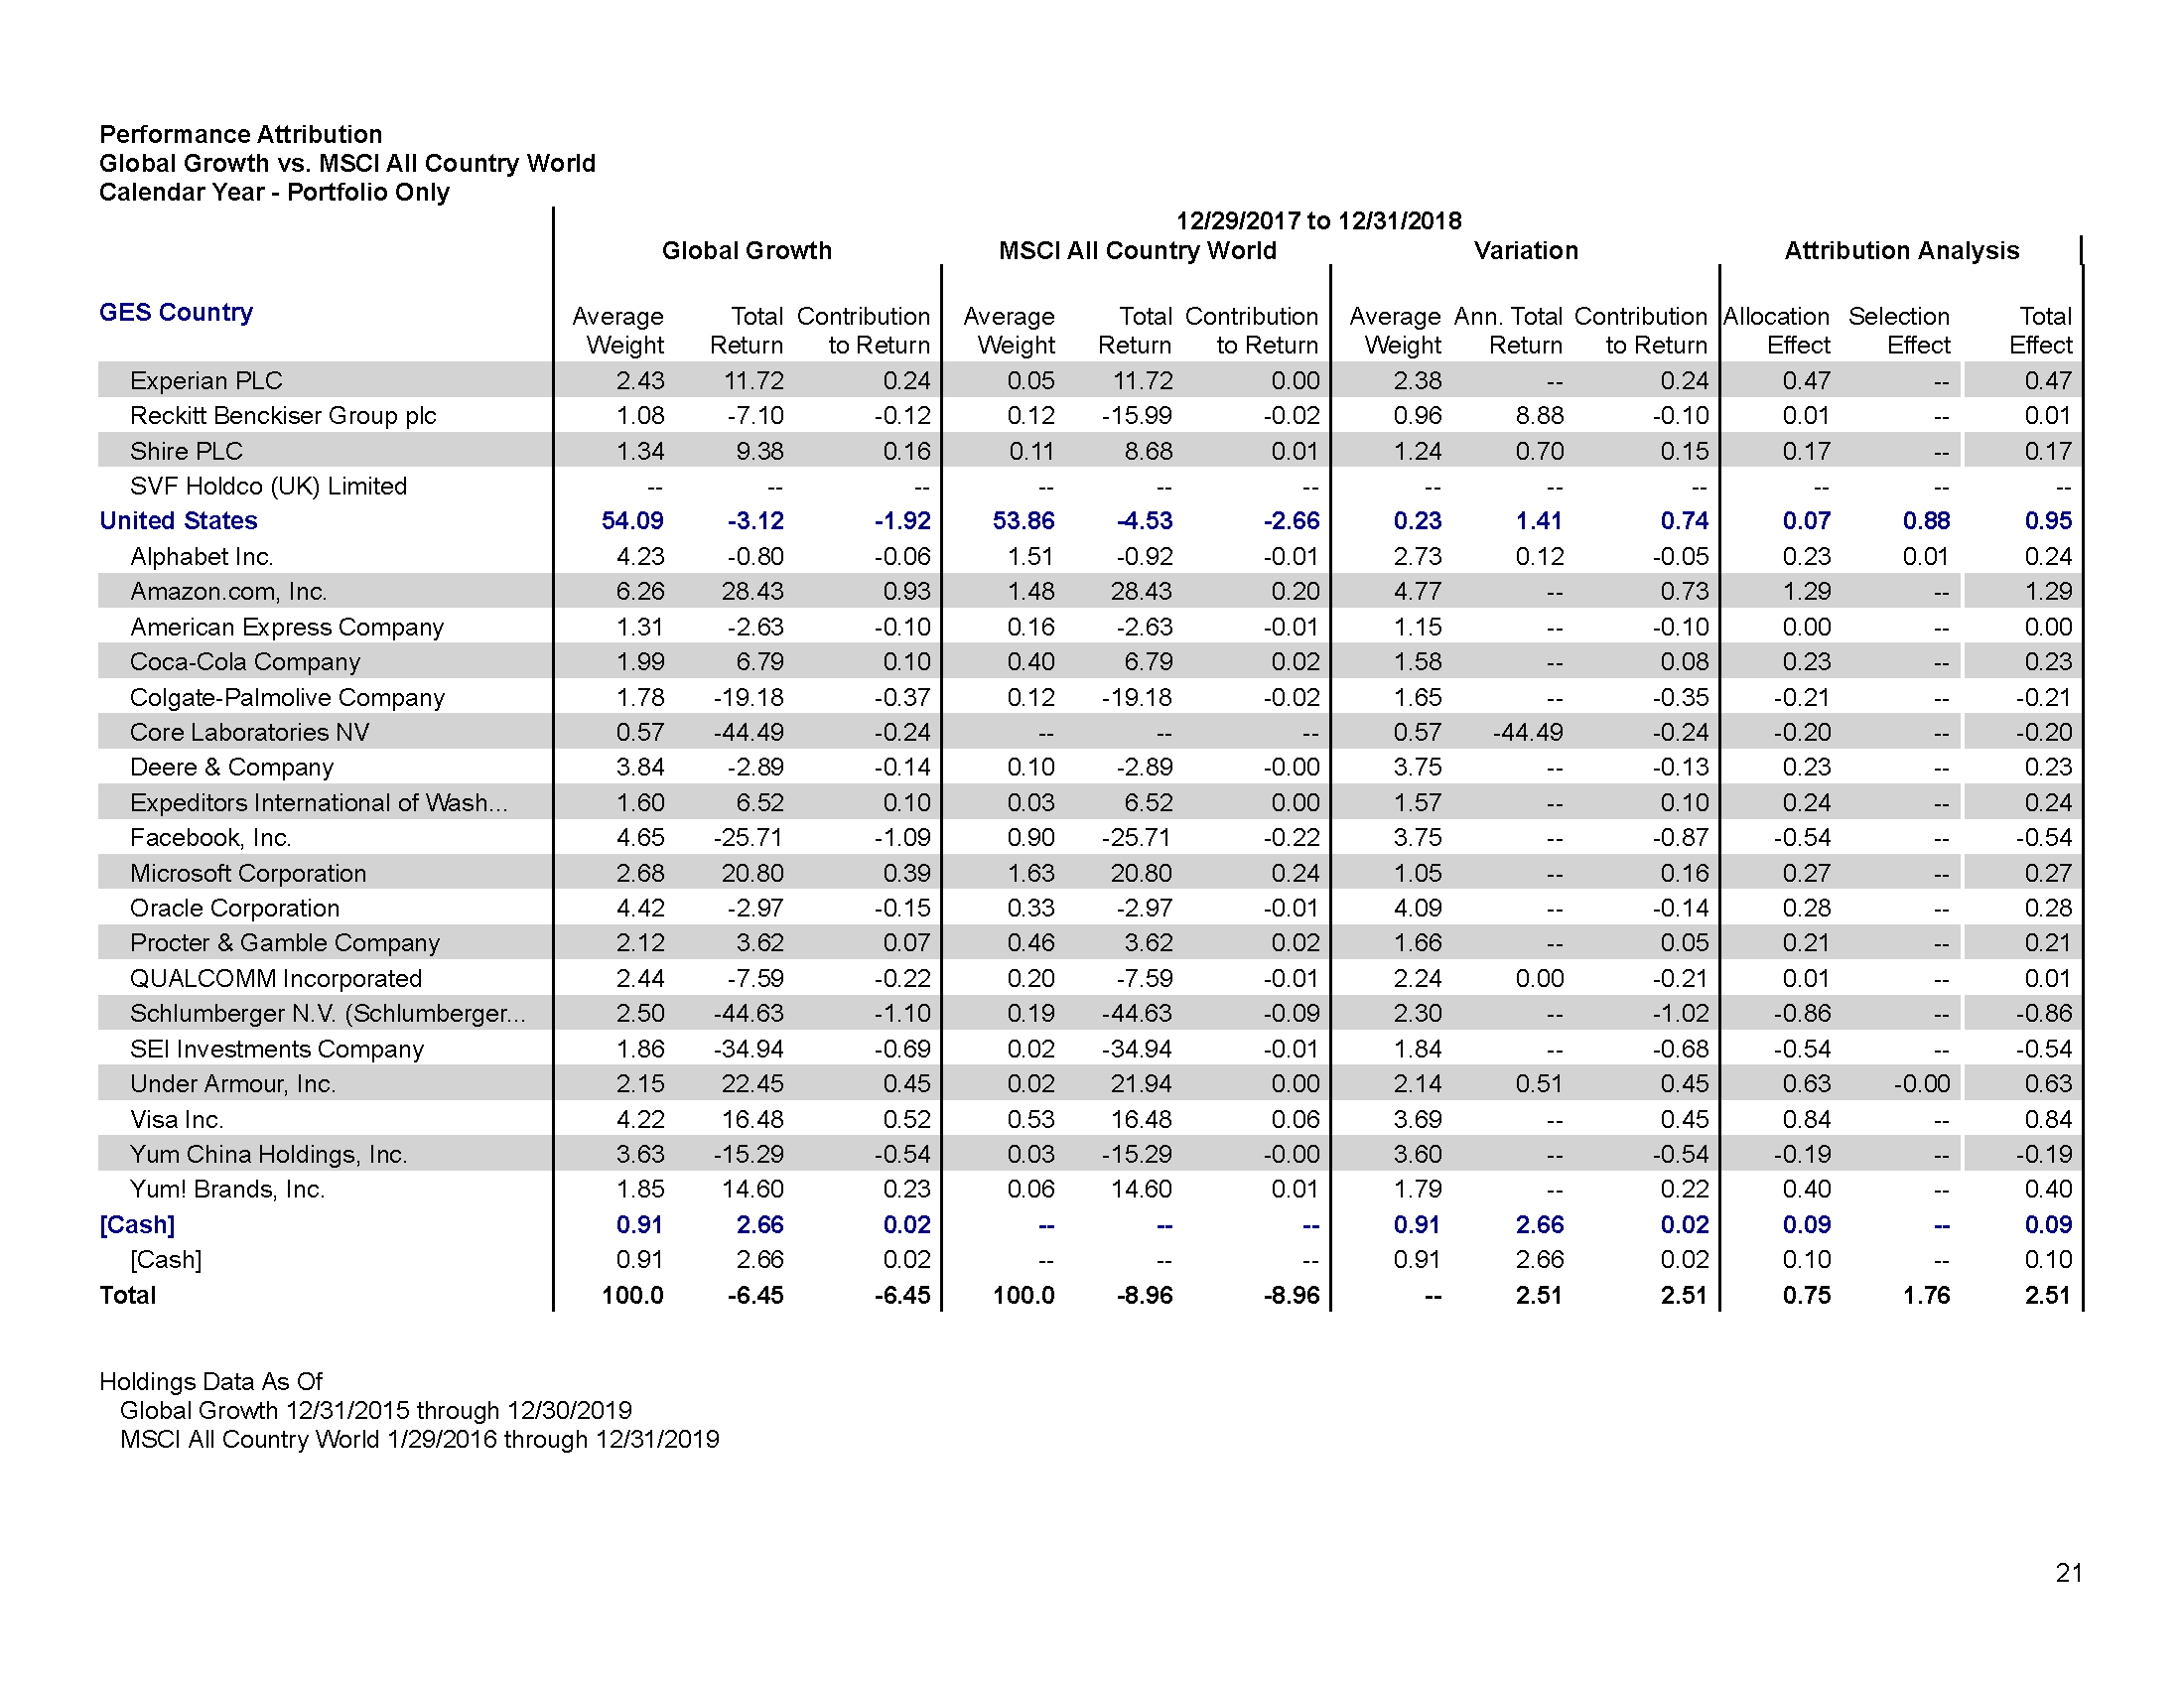 Performance Attribution
Global Growth vs. MSCI All Country World
Calendar Year - Portfolio Only
12/29/2017 to 12/31/2018
Global Growth MSCI All Country World Variation Attribution Analysis
GES Country Average Total Contribution Average Total Contribution Average Ann. Total Contribution Allocation Selection Total
Weight Return to Return Weight Return to Return Weight Return to Return Effect Effect Effect
Experian PLC 2.43 11.72 0.24 0.05 11.72 0.00 2.38 -- 0.24 0.47 -- 0.47
Reckitt Benckiser Group plc 1.08 -7.10 -0.12 0.12 -15.99 -0.02 0.96 8.88 -0.10 0.01 -- 0.01
Shire PLC 1.34 9.38 0.16 0.11 8.68 0.01 1.24 0.70 0.15 0.17 -- 0.17
SVF Holdco (UK) Limited -- -- -- -- -- -- -- -- -- -- -- --
United States 54.09 -3.12 -1.92 53.86 -4.53 -2.66 0.23 1.41 0.74 0.07 0.88 0.95
Alphabet Inc. 4.23 -0.80 -0.06 1.51 -0.92 -0.01 2.73 0.12 -0.05 0.23 0.01 0.24
Amazon.com, Inc. 6.26 28.43 0.93 1.48 28.43 0.20 4.77 -- 0.73 1.29 -- 1.29
American Express Company 1.31 -2.63 -0.10 0.16 -2.63 -0.01 1.15 -- -0.10 0.00 -- 0.00
Coca-Cola Company 1.99 6.79 0.10 0.40 6.79 0.02 1.58 -- 0.08 0.23 -- 0.23
Colgate-Palmolive Company 1.78 -19.18 -0.37 0.12 -19.18 -0.02 1.65 -- -0.35 -0.21 -- -0.21
Core Laboratories NV 0.57 -44.49 -0.24 -- -- -- 0.57 -44.49 -0.24 -0.20 -- -0.20
Deere & Company 3.84 -2.89 -0.14 0.10 -2.89 -0.00 3.75 -- -0.13 0.23 -- 0.23
Expeditors International of Wash... 1.60 6.52 0.10 0.03 6.52 0.00 1.57 -- 0.10 0.24 -- 0.24
Facebook, Inc. 4.65 -25.71 -1.09 0.90 -25.71 -0.22 3.75 -- -0.87 -0.54 -- -0.54
Microsoft Corporation 2.68 20.80 0.39 1.63 20.80 0.24 1.05 -- 0.16 0.27 -- 0.27
Oracle Corporation 4.42 -2.97 -0.15 0.33 -2.97 -0.01 4.09 -- -0.14 0.28 -- 0.28
Procter & Gamble Company 2.12 3.62 0.07 0.46 3.62 0.02 1.66 -- 0.05 0.21 -- 0.21
QUALCOMM Incorporated 2.44 -7.59 -0.22 0.20 -7.59 -0.01 2.24 0.00 -0.21 0.01 -- 0.01
Schlumberger N.V. (Schlumberger... 2.50 -44.63 -1.10 0.19 -44.63 -0.09 2.30 -- -1.02 -0.86 -- -0.86
SEI Investments Company 1.86 -34.94 -0.69 0.02 -34.94 -0.01 1.84 -- -0.68 -0.54 -- -0.54
Under Armour, Inc. 2.15 22.45 0.45 0.02 21.94 0.00 2.14 0.51 0.45 0.63 -0.00 0.63
Visa Inc. 4.22 16.48 0.52 0.53 16.48 0.06 3.69 -- 0.45 0.84 -- 0.84
Yum China Holdings, Inc. 3.63 -15.29 -0.54 0.03 -15.29 -0.00 3.60 -- -0.54 -0.19 -- -0.19
Yum! Brands, Inc. 1.85 14.60 0.23 0.06 14.60 0.01 1.79 -- 0.22 0.40 -- 0.40
[Cash] 0.91 2.66 0.02 -- -- -- 0.91 2.66 0.02 0.09 -- 0.09
[Cash] 0.91 2.66 0.02 -- -- -- 0.91 2.66 0.02 0.10 -- 0.10
Total 100.0 -6.45 -6.45 100.0 -8.96 -8.96 -- 2.51 2.51 0.75 1.76 2.51
Holdings Data As Of
Global Growth 12/31/2015 through 12/30/2019
MSCI All Country World 1/29/2016 through 12/31/2019
21